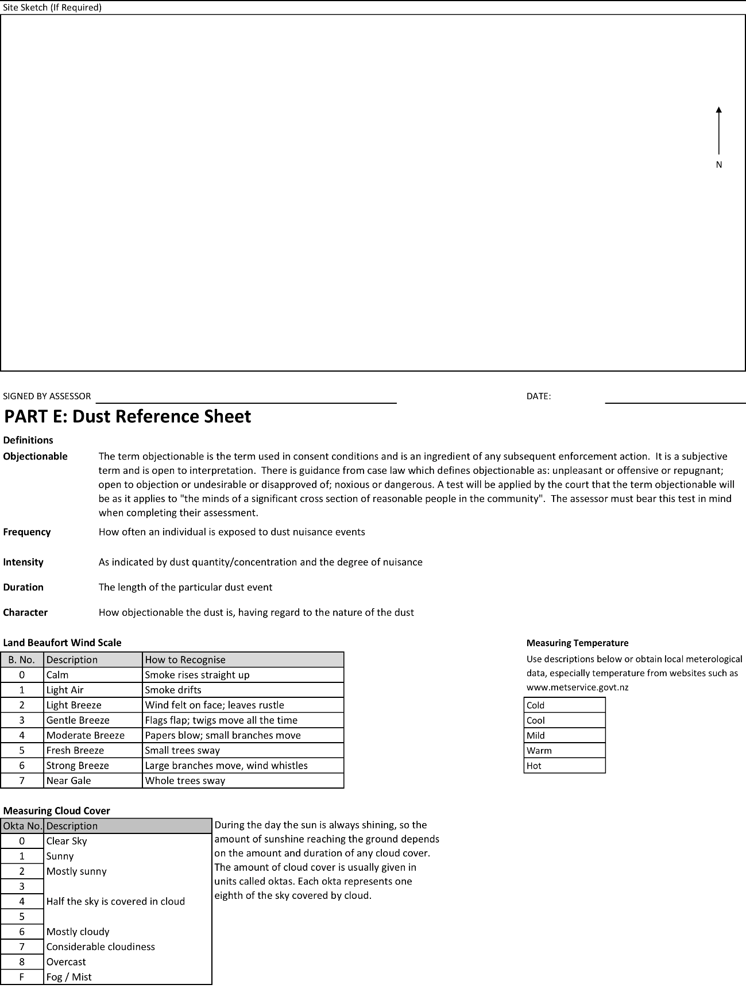 Site Sketch (If Required)
N
SIGNED BY ASSESSOR
DATE:
PART E: Dust Reference Sheet
Definitions
Objectionable The term objectionable is the term used in consent conditions and is an ingredient of any subsequent enforcement action.  It is a subjective
term and is open to interpretation.  There is guidance from case law which defines objectionable as: unpleasant or offensive or repugnant;
open to objection or undesirable or disapproved of; noxious or dangerous. A test will be applied by the court that the term objectionable will
be as it applies to "the minds of a significant cross section of reasonable people in the community".  The assessor must bear this test in mind
when completing their assessment.
Frequency How often an individual is exposed to dust nuisance events
Intensity As indicated by dust quantity/concentration and the degree of nuisance
Duration The length of the particular dust event
Character How objectionable the dust is, having regard to the nature of the dust
Land Beaufort Wind Scale
B. No. Description How to Recognise
0 Calm Smoke rises straight up
1 Light Air Smoke drifts
2 Light Breeze Wind felt on face; leaves rustle
3 Gentle Breeze Flags flap; twigs move all the time
4 Moderate Breeze Papers blow; small branches move
5 Fresh Breeze Small trees sway
6 Strong Breeze Large branches move, wind whistles
7 Near Gale Whole trees sway
Measuring Temperature
Use descriptions below or obtain local meterological
data, especially temperature from websites such as
www.metservice.govt.nz
Cold
Cool
Mild
Warm
Hot
Measuring Cloud Cover
Okta No. Description
0 Clear Sky
1 Sunny
2 Mostly sunny
3
4 Half the sky is covered in cloud
5
6 Mostly cloudy
7 Considerable cloudiness
8 Overcast
F Fog / Mist
During the day the sun is always shining, so the
amount of sunshine reaching the ground depends
on the amount and duration of any cloud cover.
The amount of cloud cover is usually given in
units called oktas. Each okta represents one
eighth of the sky covered by cloud.